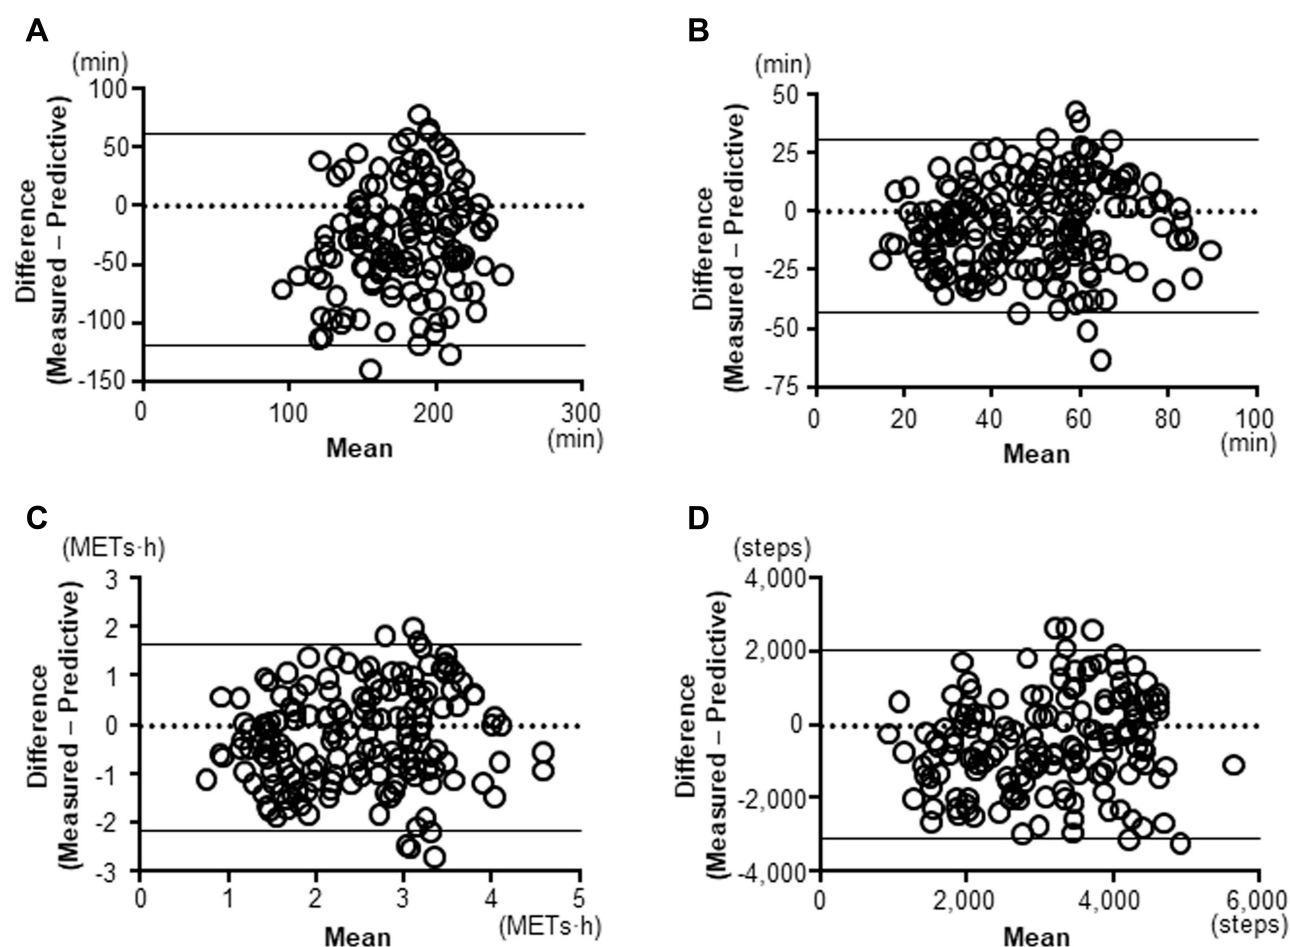 A
(min)
Difference
(Measured – Predictive)
100
50
0
-50
-100
-150
0
100
200
300
(min)
Mean
B
(min)
Difference
(Measured – Predictive)
50
25
0
-25
-50
-75
0
20
40
60
80
100
(min)
Mean
C
(METs·h)
Difference
(Measured – Predictive)
3
2
1
0
-1
-2
-3
0
1
2
3
4
5
(METs·h)
Mean
D
(steps)
Difference
(Measured – Predictive)
4,000
2,000
0
-2,000
-4,000
0
2,000
4,000
6,000
(steps)
Mean